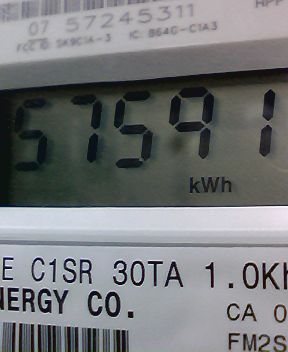 07 57245311
FCC ID: SK9C1A-3 IC: 864G-C1A3
57591
kWh
E C1SR 30TA 1.0Kh
NERGY CO.
CA 0
FM2S